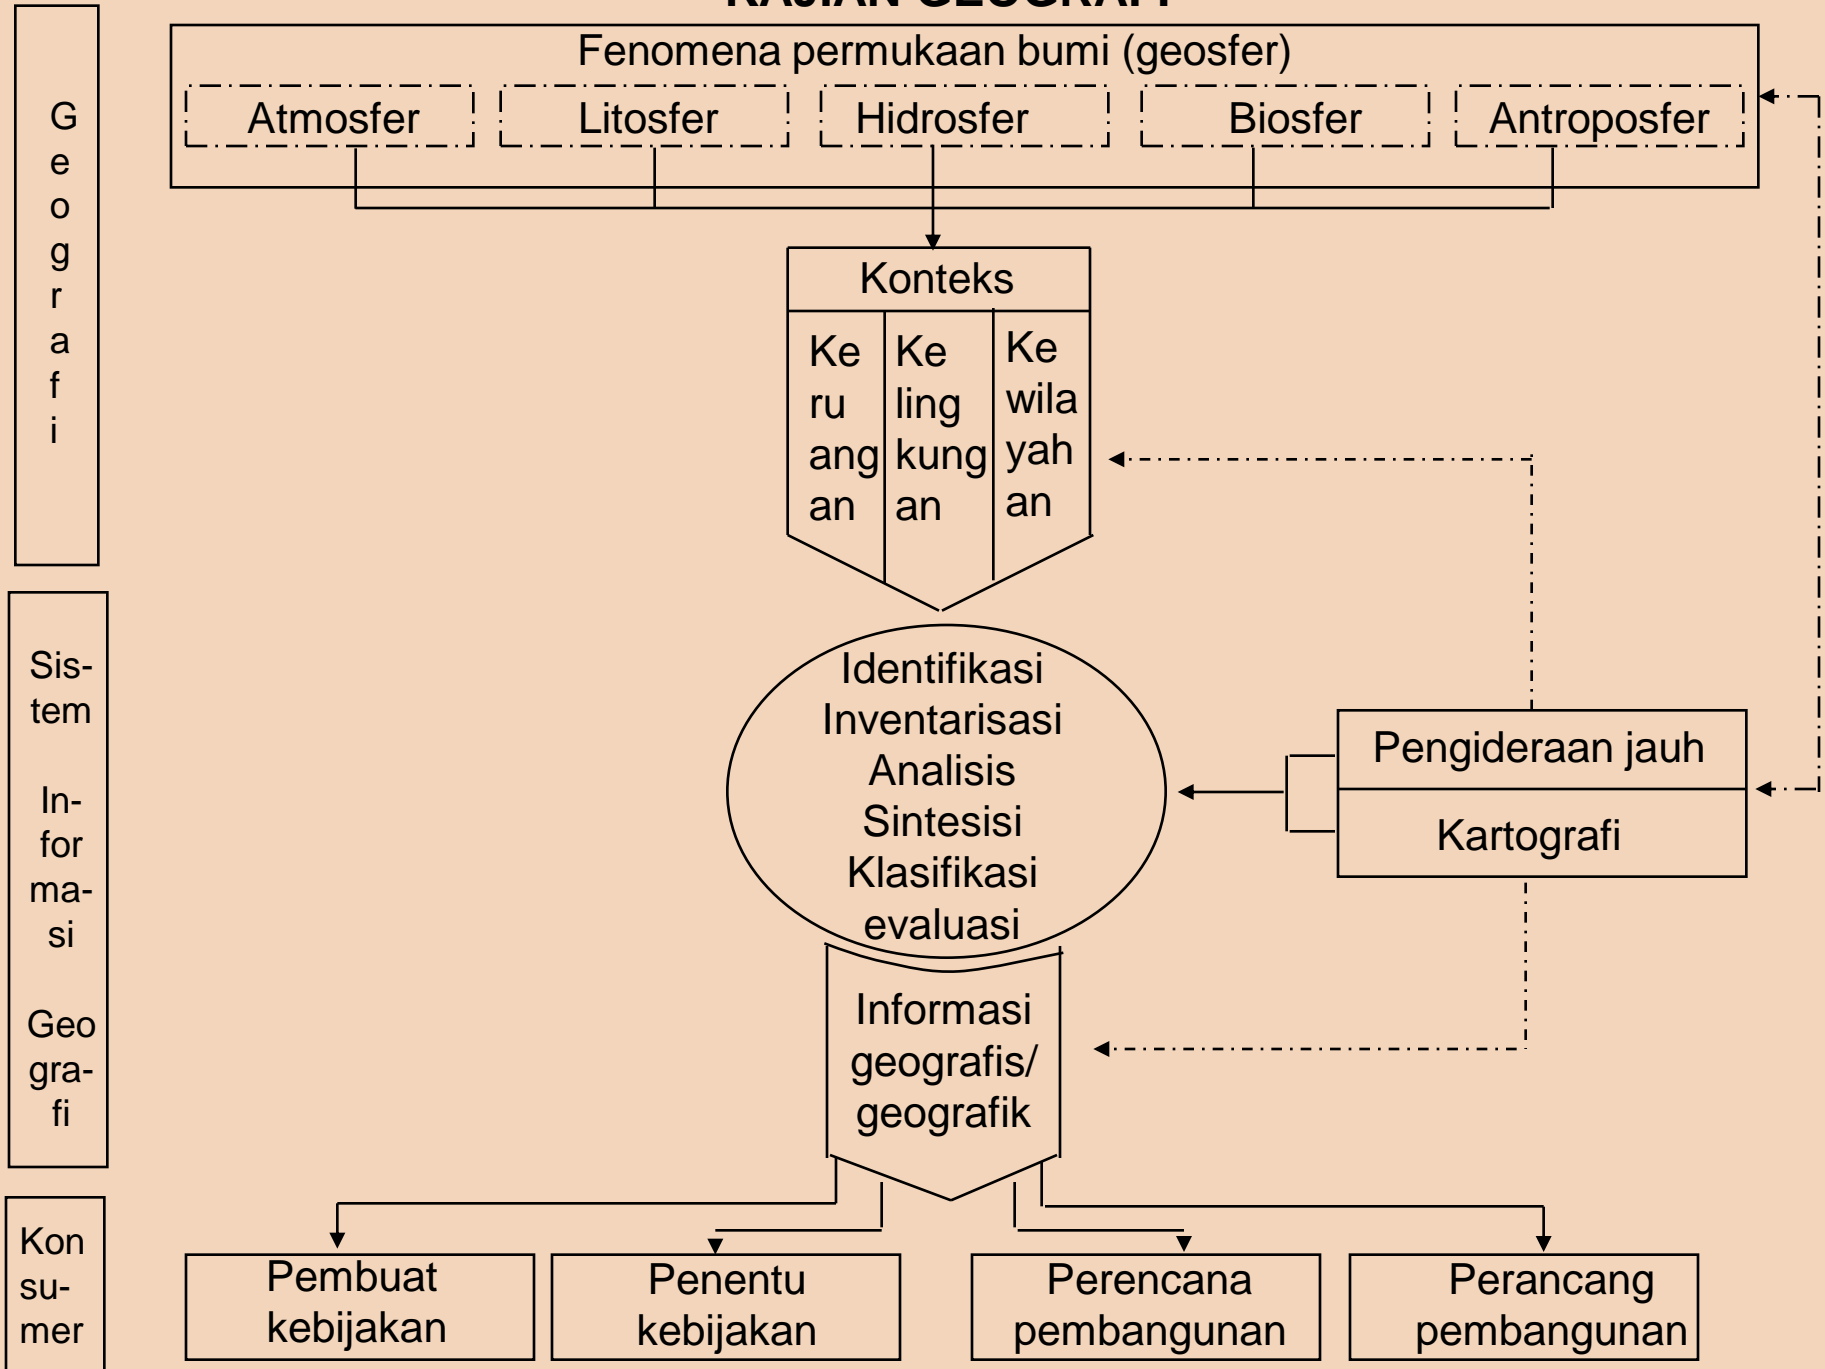 KAJIAN GEOGRAFI
Fenomena permukaan bumi (geosfer)
Atmosfer
Litosfer
Hidrosfer
Biosfer
Antroposfer
G
e
o
g
r
a
f
i
Konteks
Ke
ru
ang
an
Ke
ling
kung
an
Ke
wila
yah
an
Sis-
tem
In-
for
ma-
si
Geo
gra-
fi
Identifikasi
Inventarisasi
Analisis
Sintesisi
Klasifikasi
evaluasi
Pengideraan jauh
Kartografi
Informasi
geografis/
geografik
Kon
su-
mer
Pembuat
kebijakan
Penentu
kebijakan
Perencana
pembangunan
Perancang
pembangunan